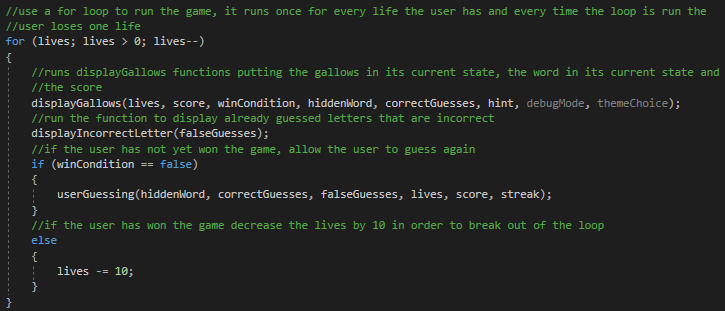 //use a for loop to run the game, it runs once for every life the user has and every time the loop is run the
//user loses one life
for (lives; lives > 0; lives--)
{
    //runs displayGallows functions putting the gallows in its current state, the word in its current state and
    //the score
    displayGallows(lives, score, winCondition, hiddenWord, correctGuesses, hint, debugMode, themeChoice);
    //run the function to display already guessed letters that are incorrect
    displayIncorrectLetter(falseGuesses);
    //if the user has not yet won the game, allow the user to guess again
    if (winCondition == false)
    {
        userGuessing(hiddenWord, correctGuesses, falseGuesses, lives, score, streak);
    }
    //if the user has won the game decrease the lives by 10 in order to break out of the loop
    else
    {
        lives -= 10;
    }
}